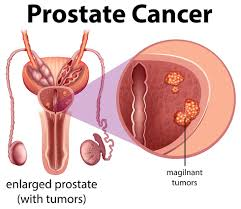 Prostate Cancer
enlarged prostate
(with tumors)
magilnant
tumors